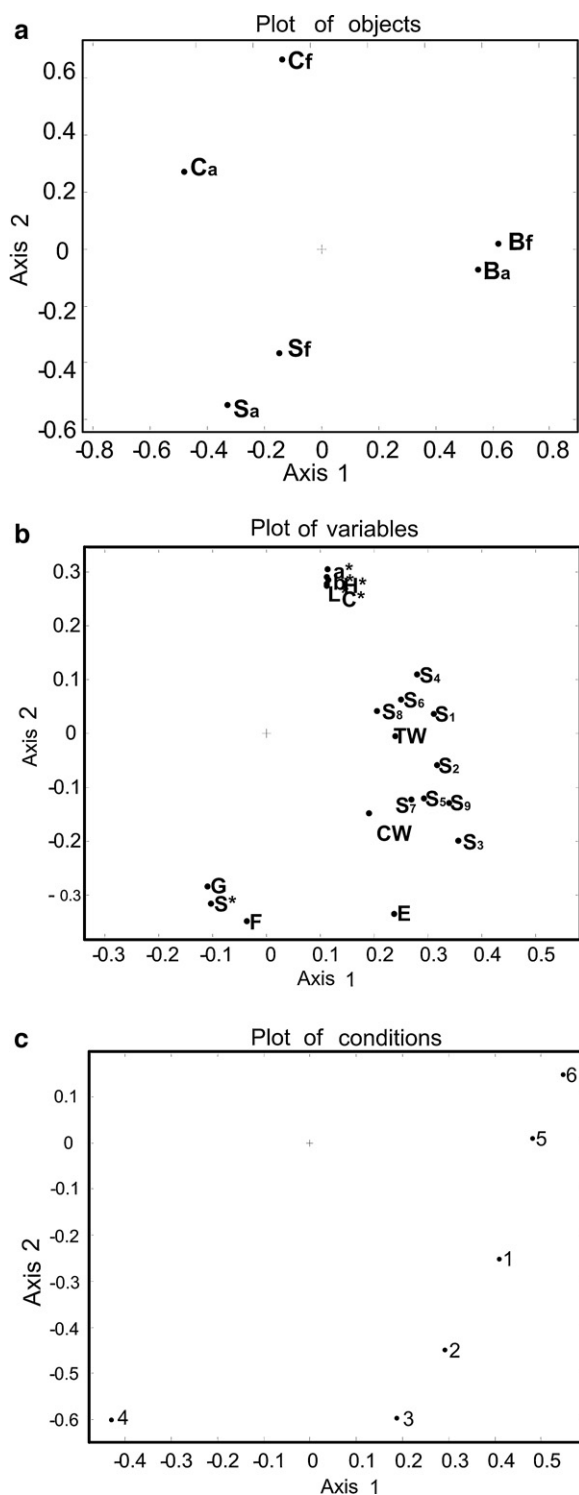 a
Plot of objects
0.6
0.4
0.2
0
-0.2
-0.4
-0.6
Axis 2
Cf
Ca
Bf
Ba
Sf
Sa
-0.8 -0.6 -0.4 -0.2 0 0.2 0.4 0.6 0.8
Axis 1
b
Plot of variables
0.3
0.2
0.1
0
-0.1
-0.2
- 0.3
Axis 2
a*
b* H*
L* C*
S4
S6
S8 S1
TW
S2
S7 S5 S9
CW S3
G
S*
F
E
-0.3 -0.2 -0.1 0 0.1 0.2 0.3 0.4 0.5
Axis 1
c
Plot of conditions
0.1
0
-0.1
-0.2
-0.3
-0.4
-0.5
-0.6
Axis 2
6
5
1
2
4 3
-0.4 -0.3 -0.2 -0.1 0 0.1 0.2 0.3 0.4 0.5
Axis 1